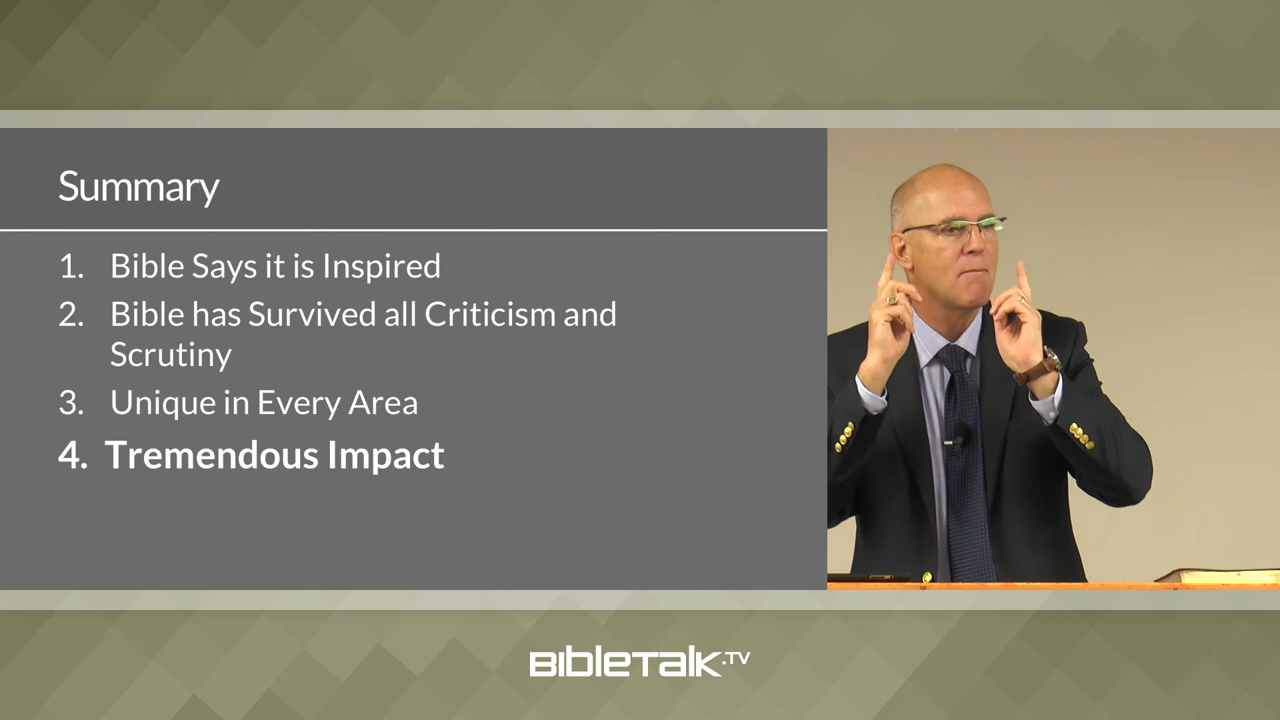 Summary
1. Bible Says it is Inspired
2. Bible has Survived all Criticism and
Scrutiny
3. Unique in Every Area
4. Tremendous Impact
BIBLETALK.TV